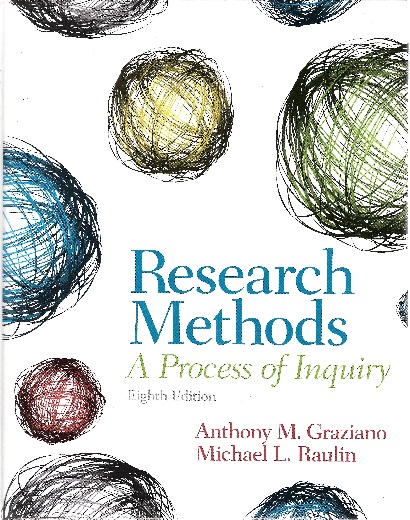 Research
Methods
A Process of Inquiry
Eighth Edition
Anthony M. Graziano
Michael L. Raulin